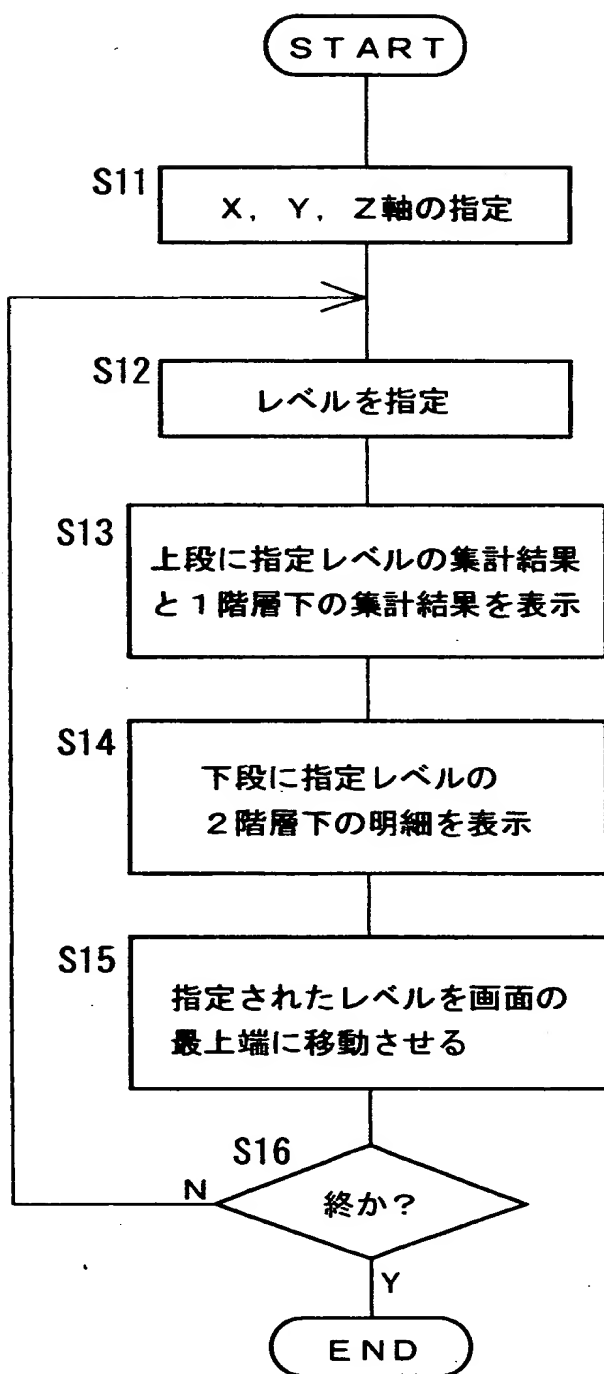 START
S11
X，Y，Z軸の指定
S12
レベルを指定
S13
上段に指定レベルの集計結果
と1階層下の集計結果を表示
S14
下段に指定レベルの
2階層下の明細を表示
S15
指定されたレベルを画面の
最上端に移動させる
S16
N
終か?
Y
END